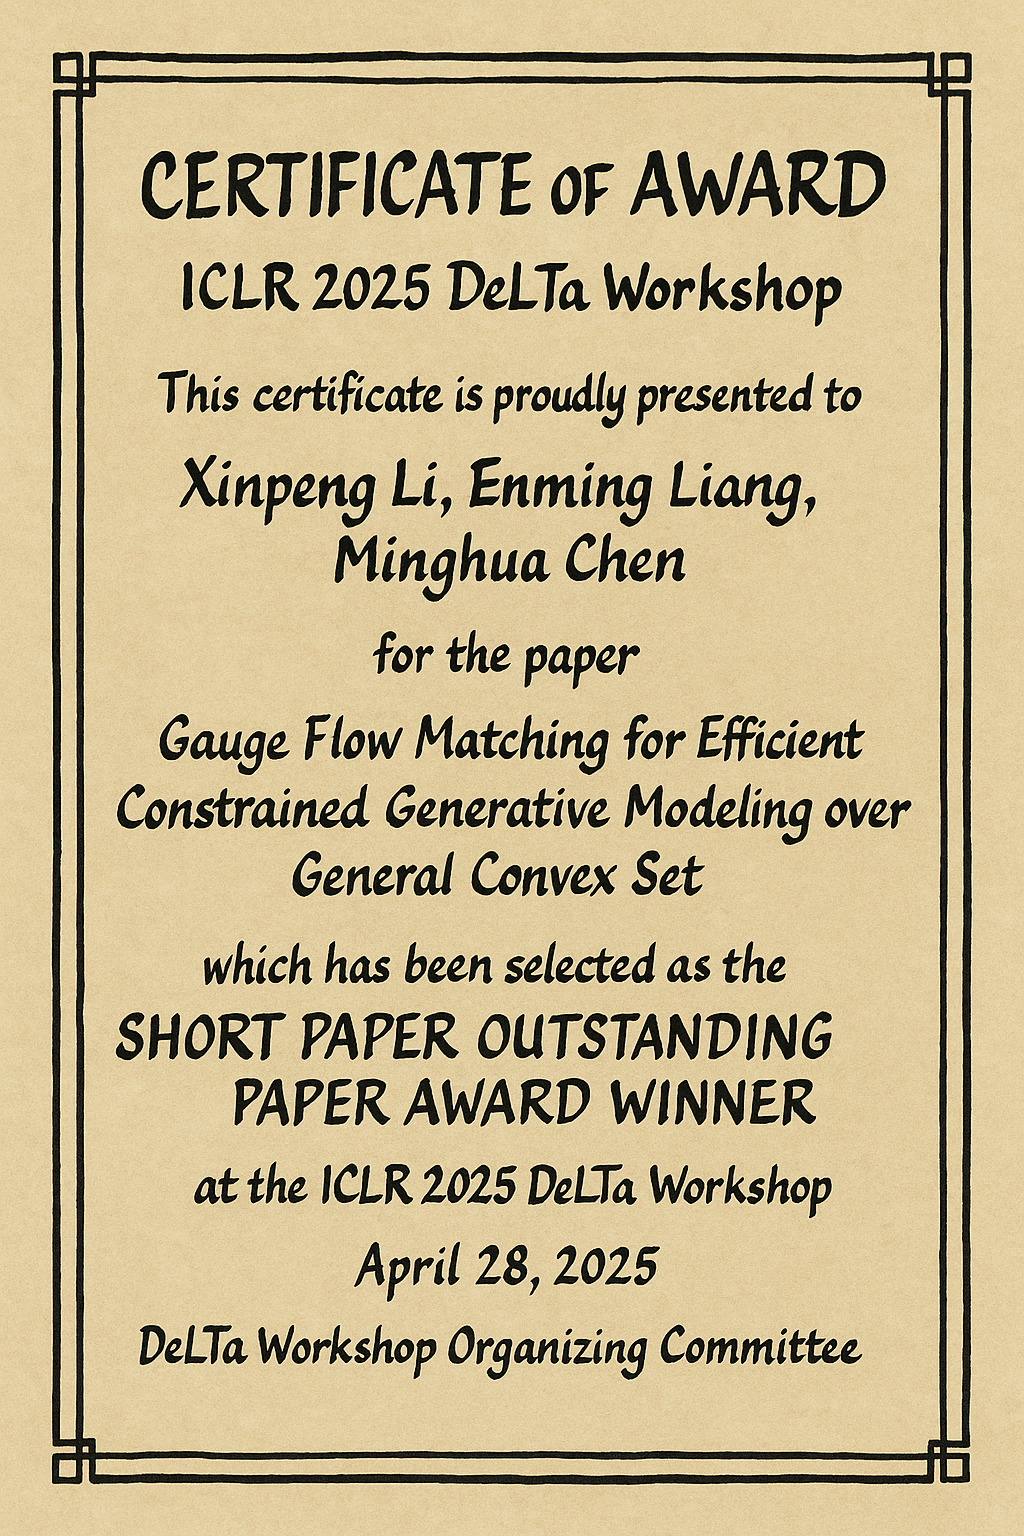 CERTIFICATE OF AWARD
ICLR 2025 DeLTa Workshop
This certificate is proudly presented to
Xinpeng Li, Enming Liang,
Minghua Chen
for the paper
Gauge Flow Matching for Efficient
Constrained Generative Modeling over
General Convex Set
which has been selected as the
SHORT PAPER OUTSTANDING
PAPER AWARD WINNER
at the ICLR 2025 DeLTa Workshop
April 28, 2025
DeLTa Workshop Organizing Committee